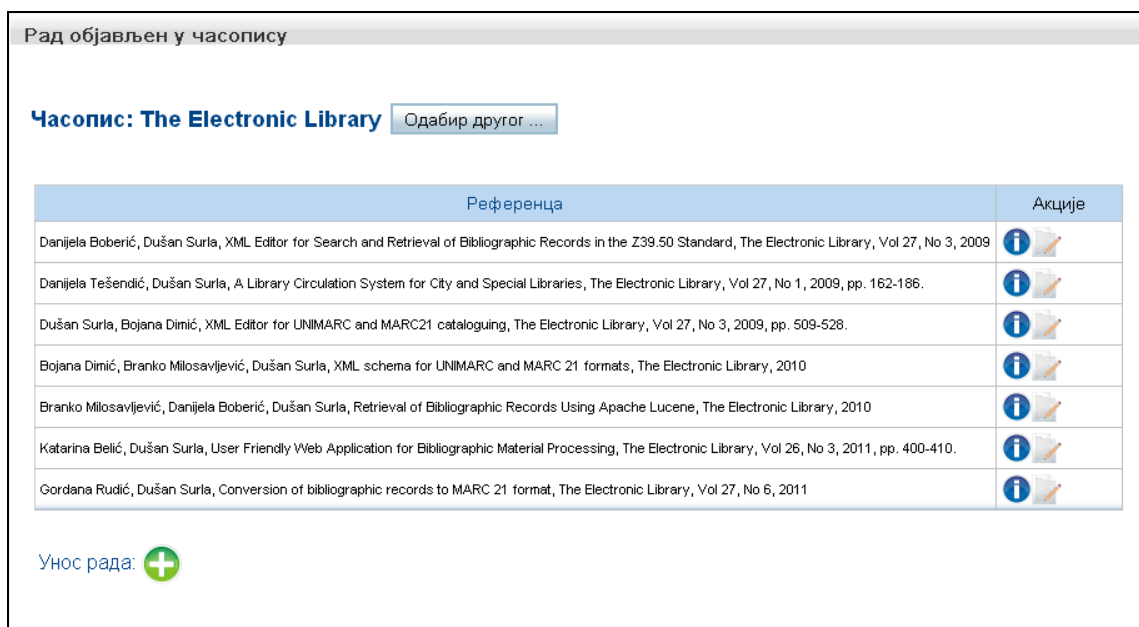 Рад објављен у часопису
Часопис: The Electronic Library
Одабир другог ...
Референца
Акције
Danijela Boberić, Dušan Surla, XML Editor for Search and Retrieval of Bibliographic Records in the Z39.50 Standard, The Electronic Library, Vol 27, No 3, 2009
Danijela Tešendić, Dušan Surla, A Library Circulation System for City and Special Libraries, The Electronic Library, Vol 27, No 1, 2009, pp. 162-186.
Dušan Surla, Bojana Dimić, XML Editor for UNIMARC and MARC21 cataloguing, The Electronic Library, Vol 27, No 3, 2009, pp. 509-528.
Bojana Dimić, Branko Milosavljević, Dušan Surla, XML schema for UNIMARC and MARC 21 formats, The Electronic Library, 2010
Branko Milosavljević, Danijela Boberić, Dušan Surla, Retrieval of Bibliographic Records Using Apache Lucene, The Electronic Library, 2010
Katarina Belić, Dušan Surla, User Friendly Web Application for Bibliographic Material Processing, The Electronic Library, Vol 26, No 3, 2011, pp. 400-410.
Gordana Rudić, Dušan Surla, Conversion of bibliographic records to MARC 21 format, The Electronic Library, Vol 27, No 6, 2011
Унос рада: